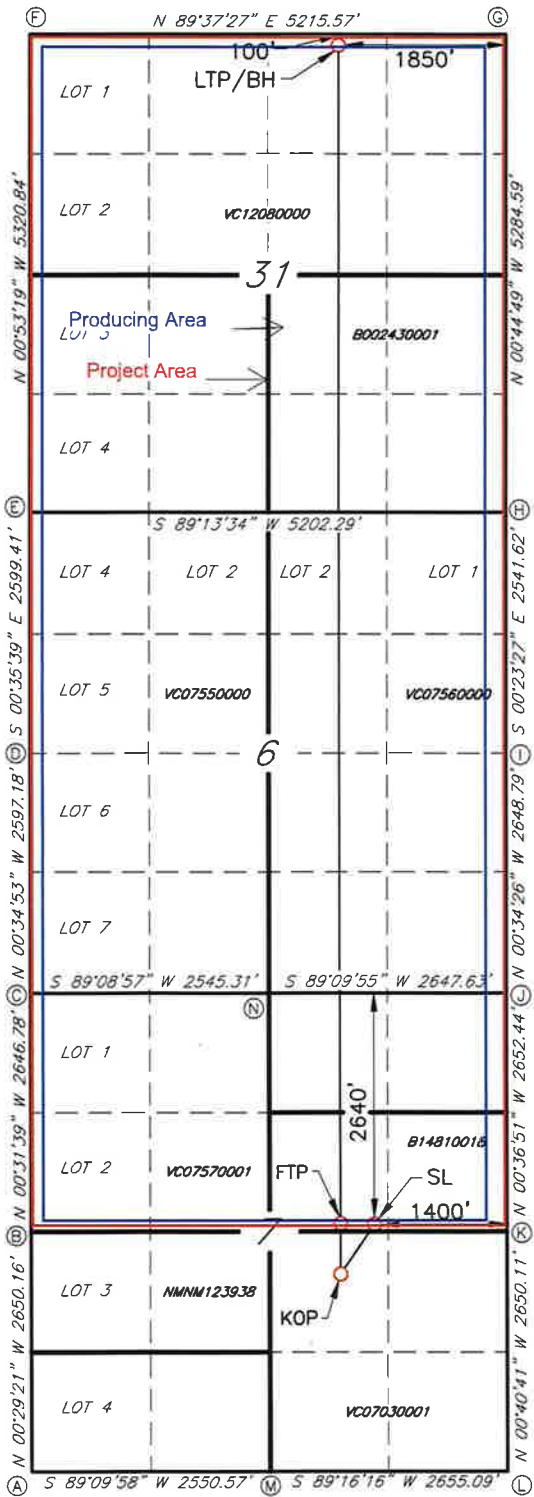 F
N 89°37'27" E 5215.57'
G
100'
1850'
LTP/BH
LOT 1
LOT 2
VC12080000
N 00°53'19" W 5320.84'
N 00°44'49" W 5284.59'
31
Producing Area
LOT 3
B002430001
Project Area
LOT 4
E
S 89°13'34" W 5202.29'
H
LOT 4
LOT 2
LOT 2
LOT 1
S 00°35'39" E 2599.41'
S 00°23'27" E 2541.62'
LOT 5
VC07550000
VC07560000
D
6
I
LOT 6
N 00°34'53" W 2597.18'
N 00°34'26" W 2648.79'
LOT 7
S 89°08'57" W 2545.31'
S 89°09'55" W 2647.63'
C
N
J
LOT 1
N 00°31'39" W 2646.78'
N 00°36'51" W 2652.44'
2640'
LOT 2
VC07570001
B14810018
FTP
SL
1400'
B
7
K
LOT 3
NMNM123938
KOP
N 00°29'21" W 2650.16'
N 00°40'41" W 2650.11'
LOT 4
VC07030001
A
S 89°09'58" W 2550.57'
M
S 89°16'16" W 2655.09'
L